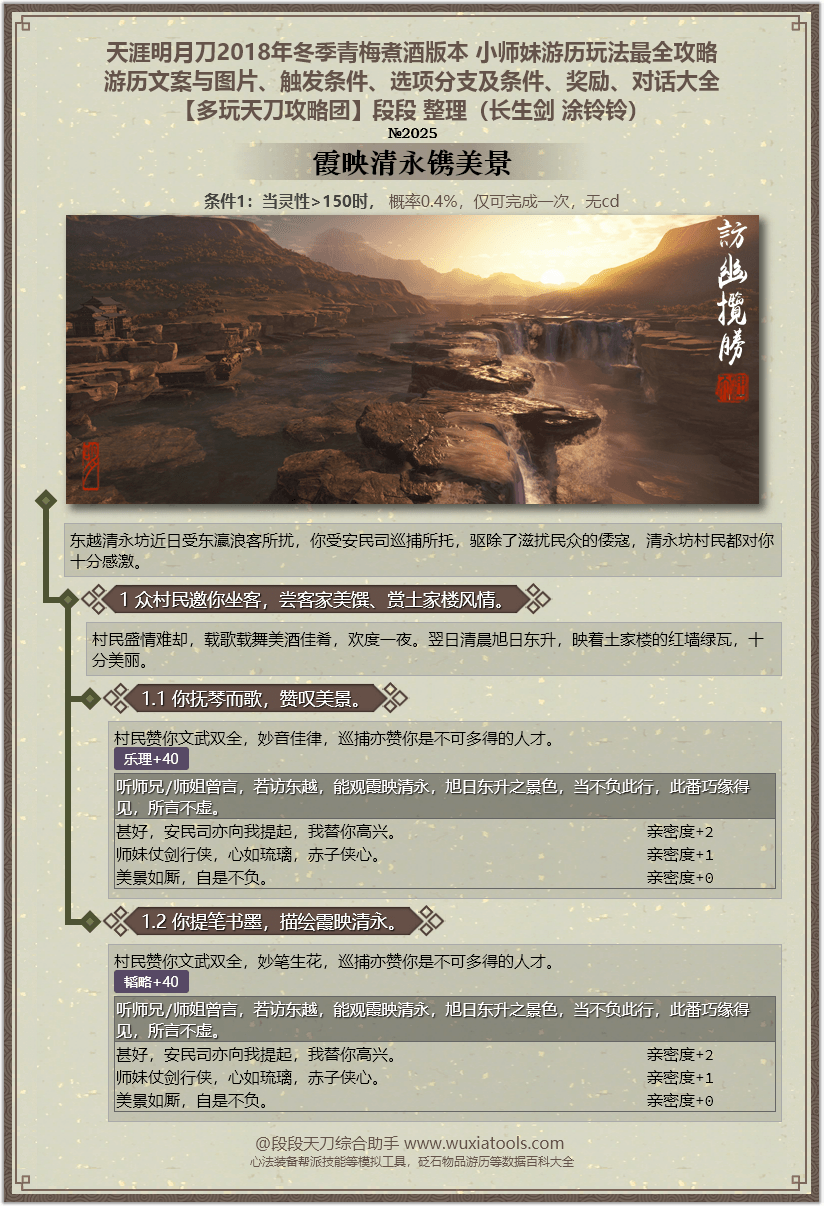 天涯明月刀2018年冬季青梅煮酒版本 小师妹游历玩法最全攻略
游历文案与图片、触发条件、选项分支及条件、奖励、对话大全
【多玩天刀攻略团】段段 整理（长生剑 涂铃铃）
№2025
霞映清永镌美景
条件1：当灵性>150时， 概率0.4%，仅可完成一次，无cd
訪幽攬勝
东越清永坊近日受东瀛浪客所扰，你受安民司巡捕所托，驱除了滋扰民众的倭寇，清永坊村民都对你
十分感激。
1 众村民邀你坐客，尝客家美馔、赏土家楼风情。
村民盛情难却，载歌载舞美酒佳肴，欢度一夜。翌日清晨旭日东升，映着土家楼的红墙绿瓦，十
分美丽。
1.1 你抚琴而歌，赞叹美景。
村民赞你文武双全，妙音佳律，巡捕亦赞你是不可多得的人才。
乐理+40
听师兄/师姐曾言，若访东越，能观霞映清永，旭日东升之景色，当不负此行，此番巧缘得
见，所言不虚。
甚好，安民司亦向我提起，我替你高兴。 亲密度+2
师妹仗剑行侠，心如琉璃，赤子侠心。 亲密度+1
美景如厮，自是不负。 亲密度+0
1.2 你提笔书墨，描绘霞映清永。
村民赞你文武双全，妙笔生花，巡捕亦赞你是不可多得的人才。
韬略+40
听师兄/师姐曾言，若访东越，能观霞映清永，旭日东升之景色，当不负此行，此番巧缘得
见，所言不虚。
甚好，安民司亦向我提起，我替你高兴。 亲密度+2
师妹仗剑行侠，心如琉璃，赤子侠心。 亲密度+1
美景如厮，自是不负。 亲密度+0
@段段天刀综合助手 www.wuxiatools.com
心法装备帮派技能等模拟工具，砭石物品游历等数据百科大全